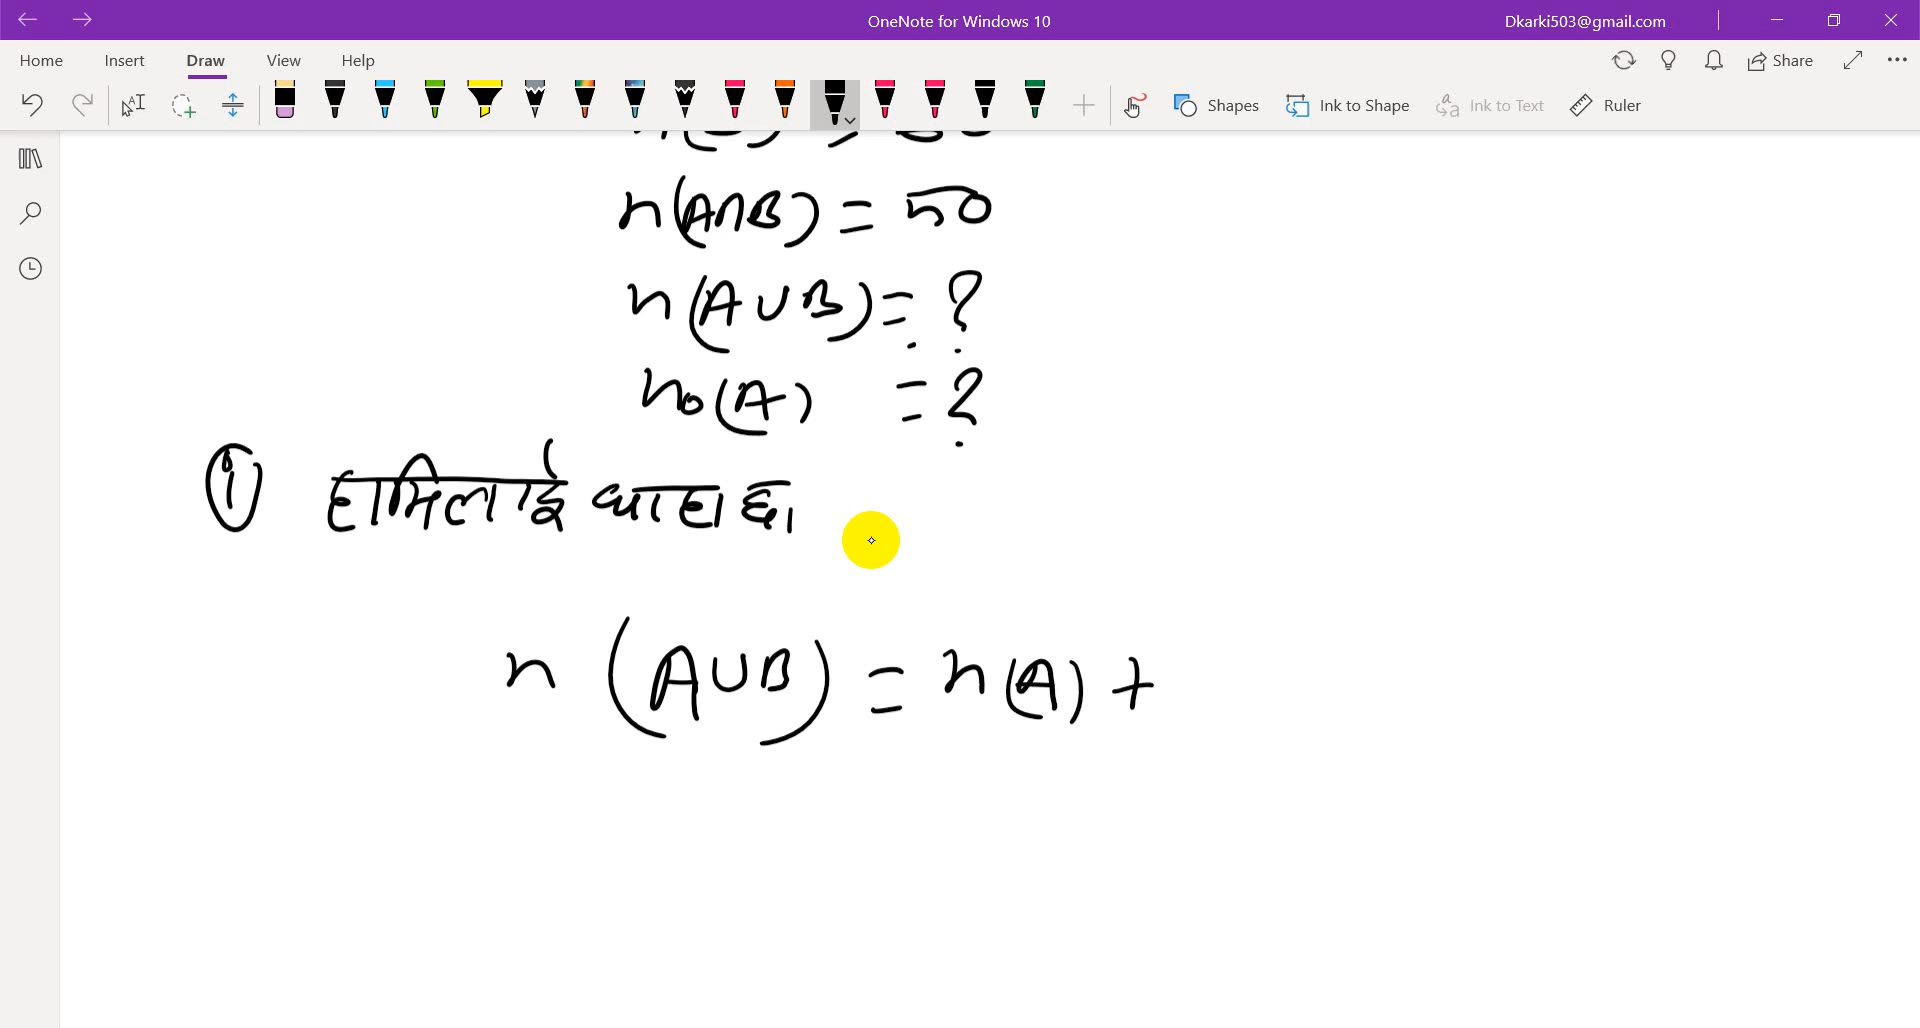 OneNote for Windows 10
Dkarki503@gmail.com
Home Insert Draw View Help
Share
Shapes Ink to Shape Ink to Text Ruler
n(A∩B) = 50
n(A∪B) = ?
n₀(A) = ?
(i) हामीलाई थाहा छ।
n (A∪B) = n(A) +